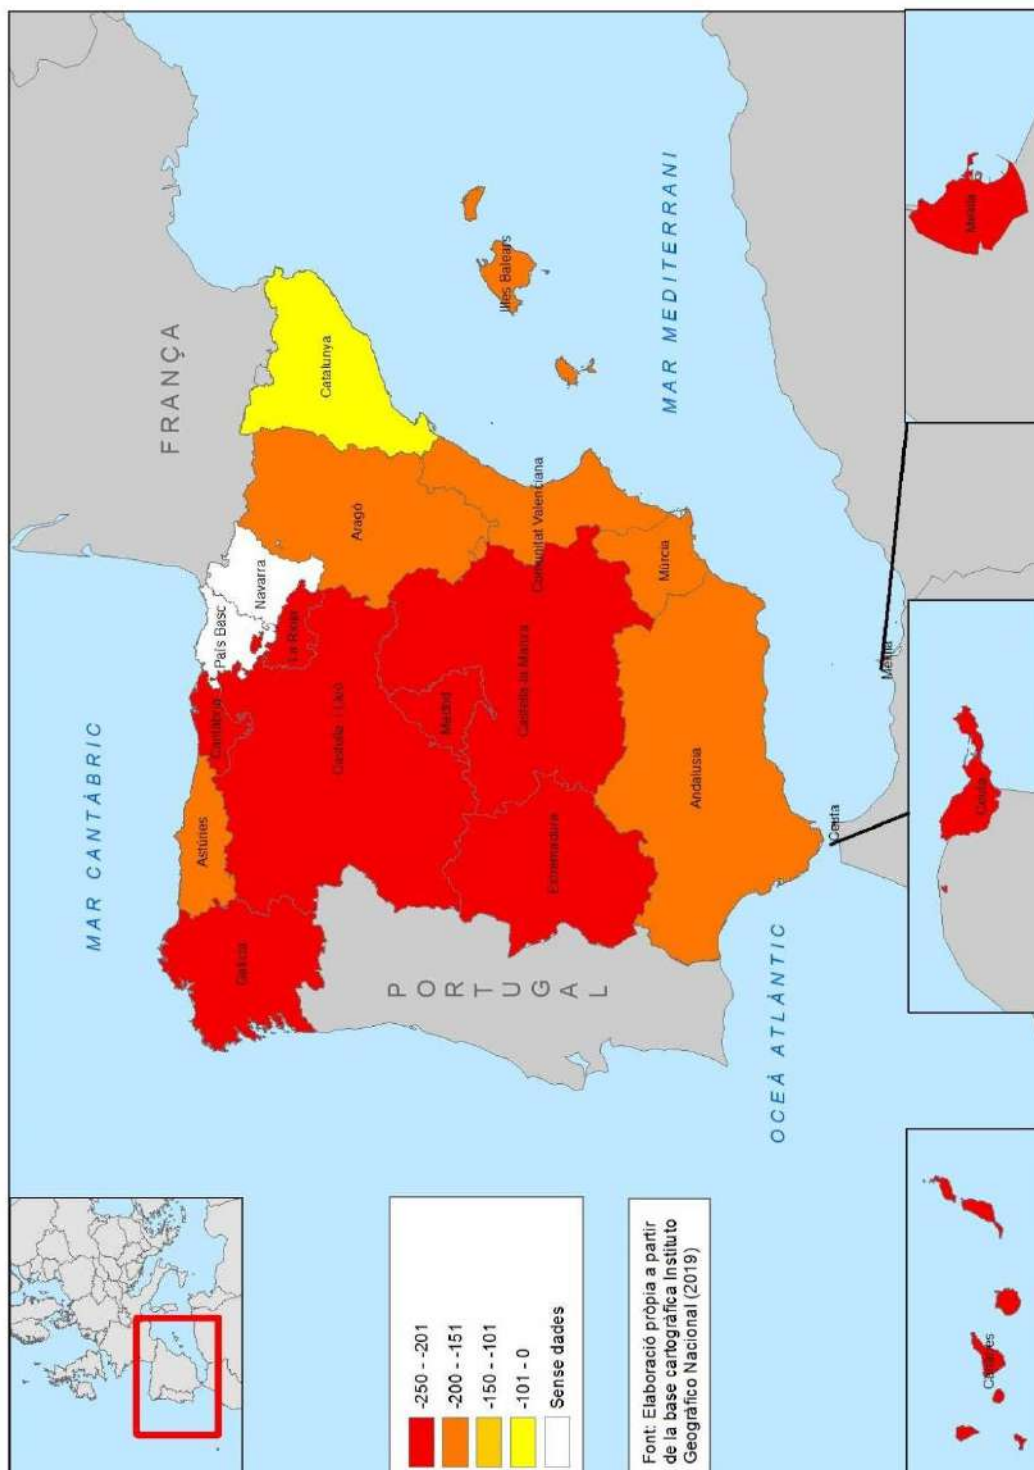 MAR CANTÀBRIC
FRANÇA
Galícia
Astúries
Cantàbria
País Basc
Navarra
La Rioja
Aragó
Catalunya
Castella i Lleó
Madrid
Castella-la Manxa
Extremadura
Comunitat Valenciana
Illes Balears
Múrcia
Andalusia
PORTUGAL
MAR MEDITERRANI
OCEÀ ATLÀNTIC
Ceuta
Melilla
Canàries
Ceuta
Melilla
-250 - -201
-200 - -151
-150 - -101
-101 - 0
Sense dades
Font: Elaboració pròpia a partir
de la base cartogràfica Instituto
Geogràfico Nacional (2019)